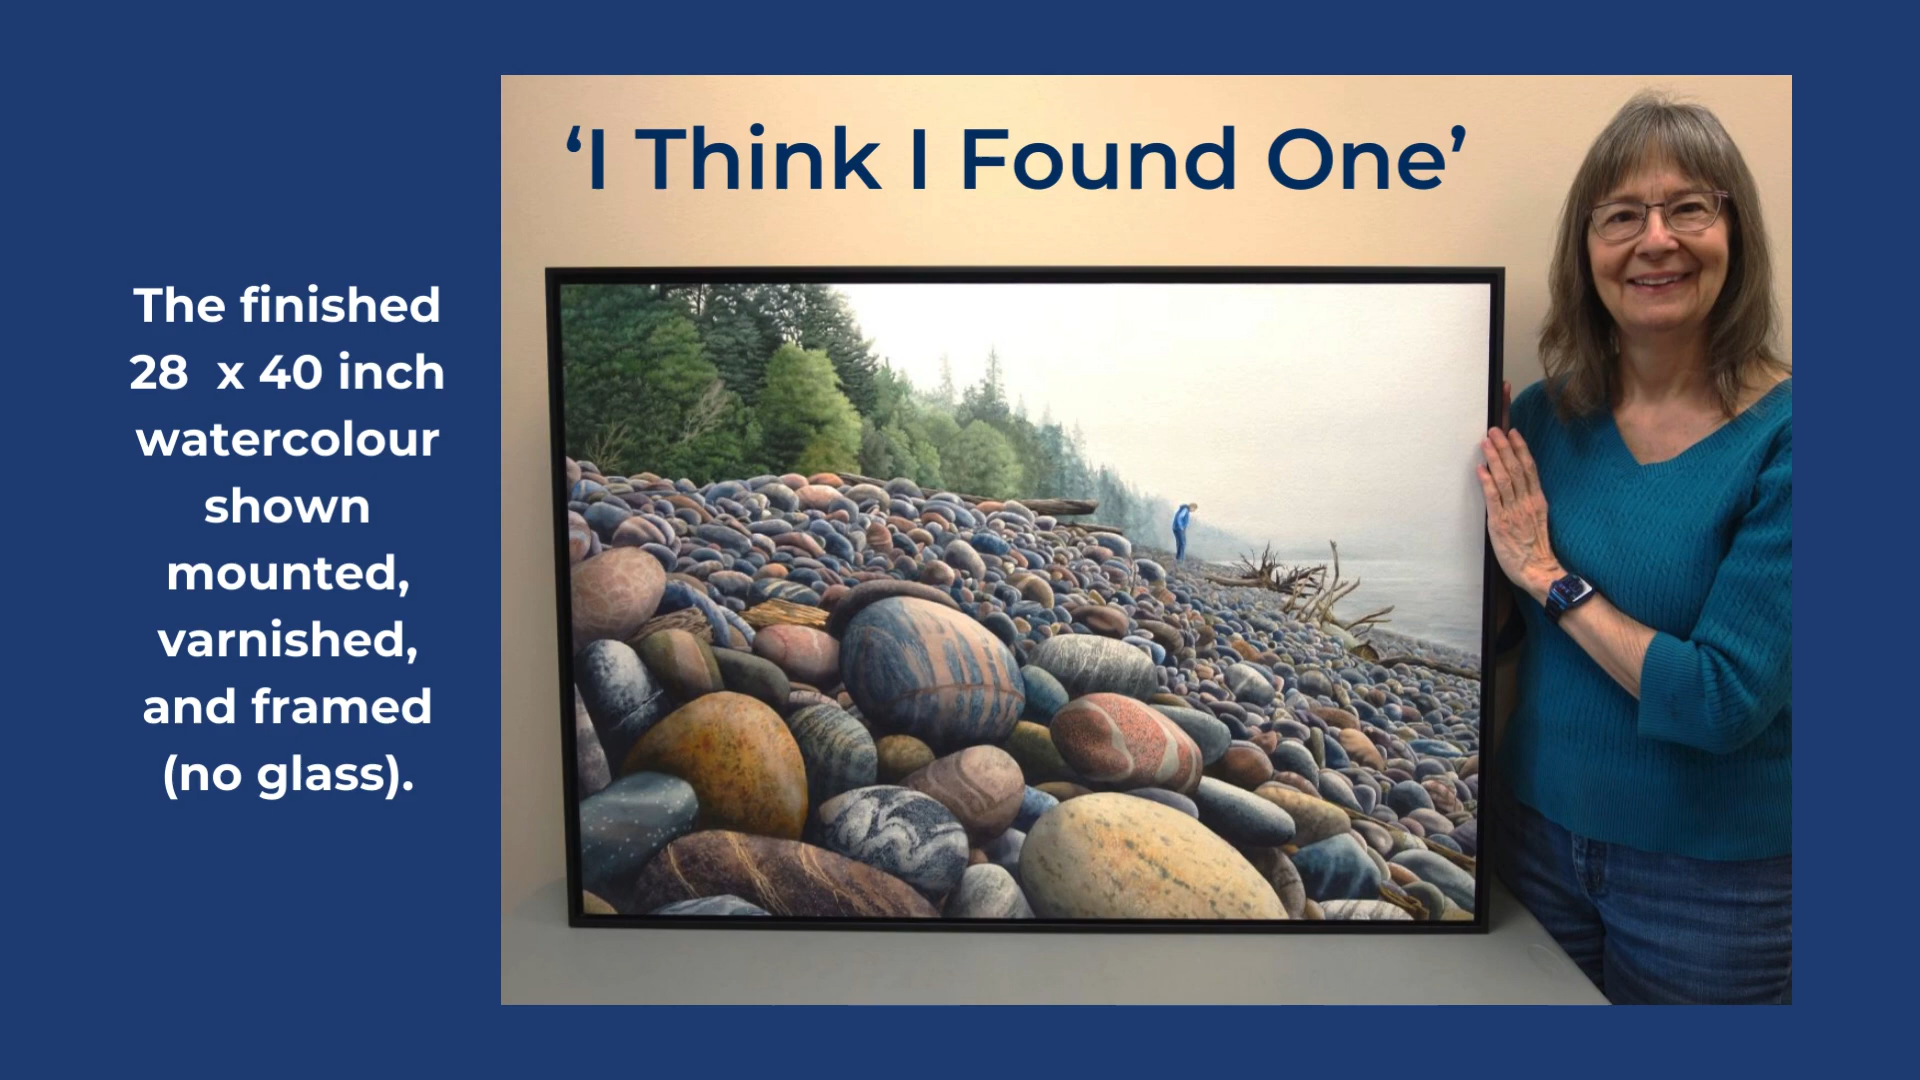 ‘I Think I Found One’
The finished
28  x 40 inch
watercolour
shown
mounted,
varnished,
and framed
(no glass).